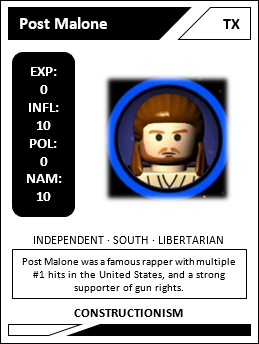 Post Malone
TX
EXP:
0
INFL:
10
POL:
0
NAM:
10
INDEPENDENT · SOUTH · LIBERTARIAN
Post Malone was a famous rapper with multiple
#1 hits in the United States, and a strong
supporter of gun rights.
CONSTRUCTIONISM